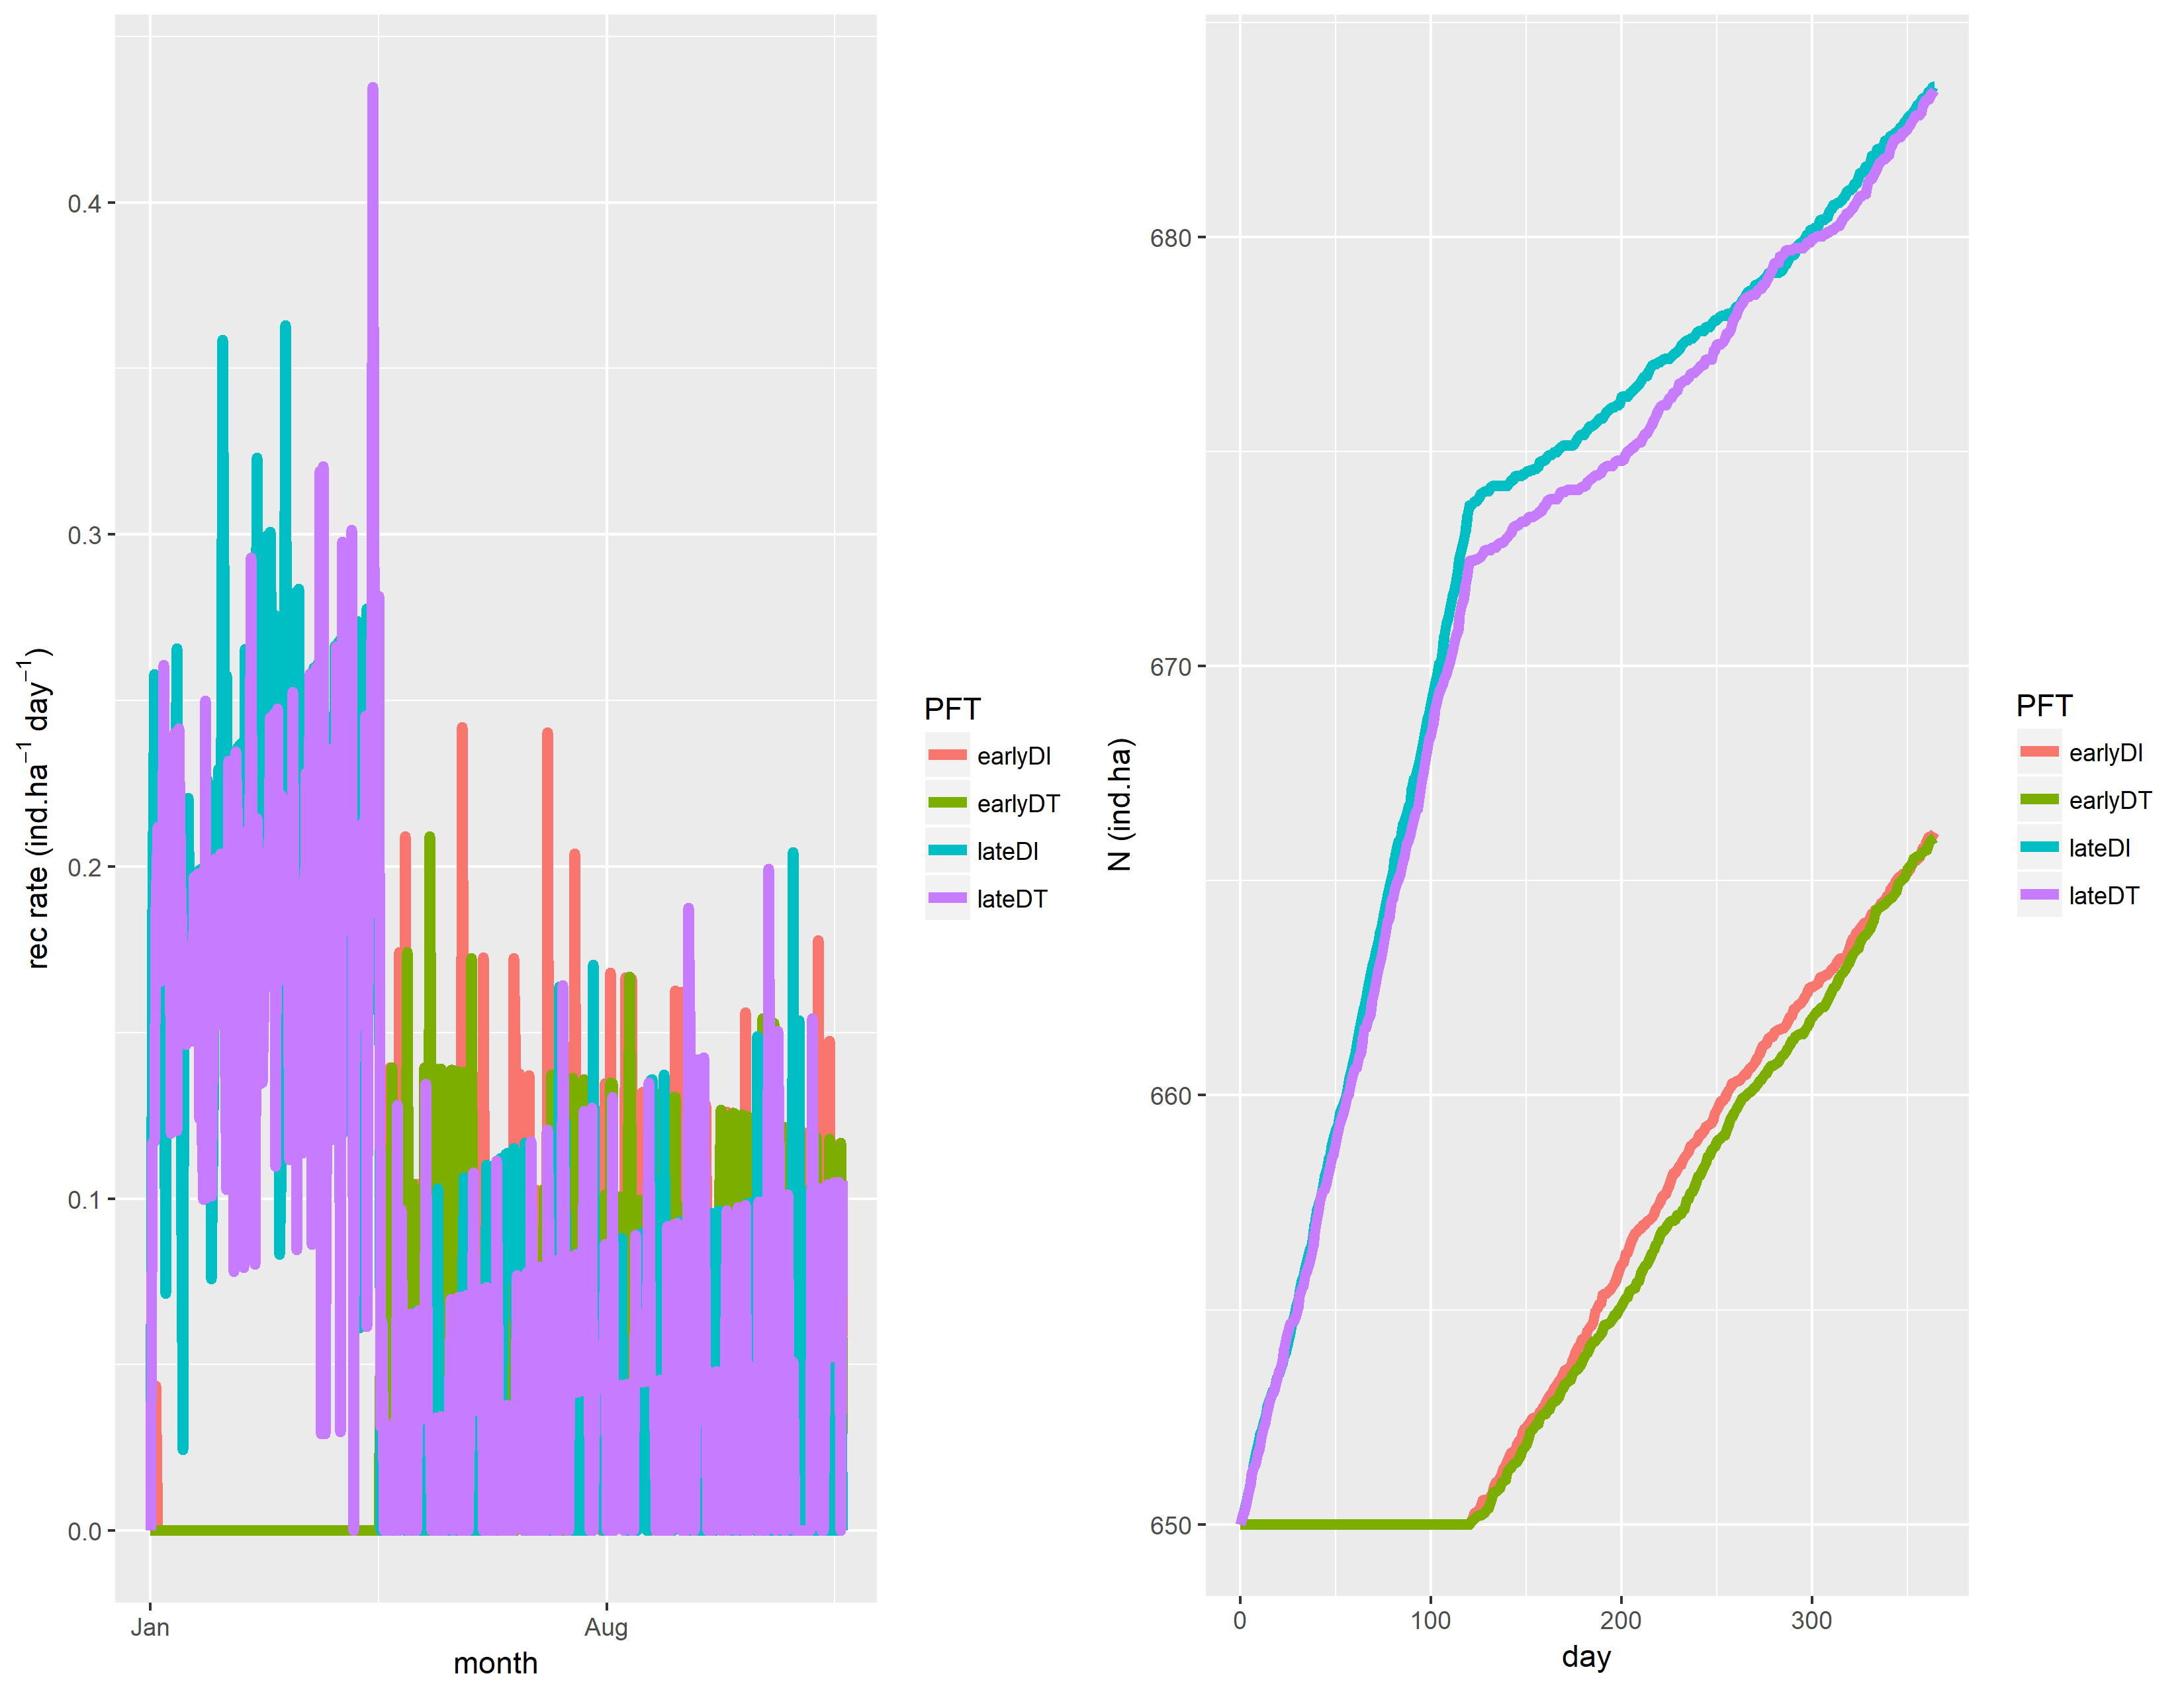 rec rate (ind.ha⁻¹ day⁻¹)
0.4
0.3
0.2
0.1
0.0
Jan
Aug
month
PFT
earlyDI
earlyDT
lateDI
lateDT
N (ind.ha)
680
670
660
650
0
100
200
300
day
PFT
earlyDI
earlyDT
lateDI
lateDT